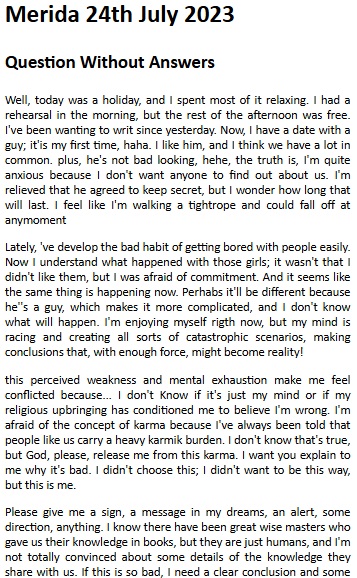 Merida 24th July 2023
Question Without Answers
Well, today was a holiday, and I spent most of it relaxing. I had a
rehearsal in the morning, but the rest of the afternoon was free.
I've been wanting to writ since yesterday. Now, I have a date with a
guy; it'is my first time, haha. I like him, and I think we have a lot in
common. plus, he's not bad looking, hehe, the truth is, I'm quite
anxious because I don't want anyone to find out about us. I'm
relieved that he agreed to keep secret, but I wonder how long that
will last. I feel like I'm walking a tightrope and could fall off at
anymoment
Lately, 've develop the bad habit of getting bored with people easily.
Now I understand what happened with those girls; it wasn't that I
didn't like them, but I was afraid of commitment. And it seems like
the same thing is happening now. Perhabs it'll be different because
he''s a guy, which makes it more complicated, and I don't know
what will happen. I'm enjoying myself rigth now, but my mind is
racing and creating all sorts of catastrophic scenarios, making
conclusions that, with enough force, might become reality!
this perceived weakness and mental exhaustion make me feel
conflicted because... I don't Know if it's just my mind or if my
religious upbringing has conditioned me to believe I'm wrong. I'm
afraid of the concept of karma because I've always been told that
people like us carry a heavy karmik burden. I don't know that's true,
but God, please, release me from this karma. I want you explain to
me why it's bad. I didn't choose this; I didn't want to be this way,
but this is me.
Please give me a sign, a message in my dreams, an alert, some
direction, anything. I know there have been great wise masters who
gave us their knowledge in books, but they are just humans, and I'm
not totally convinced about some details of the knowledge they
share with us. If this is so bad, I need a clear conclusion and some